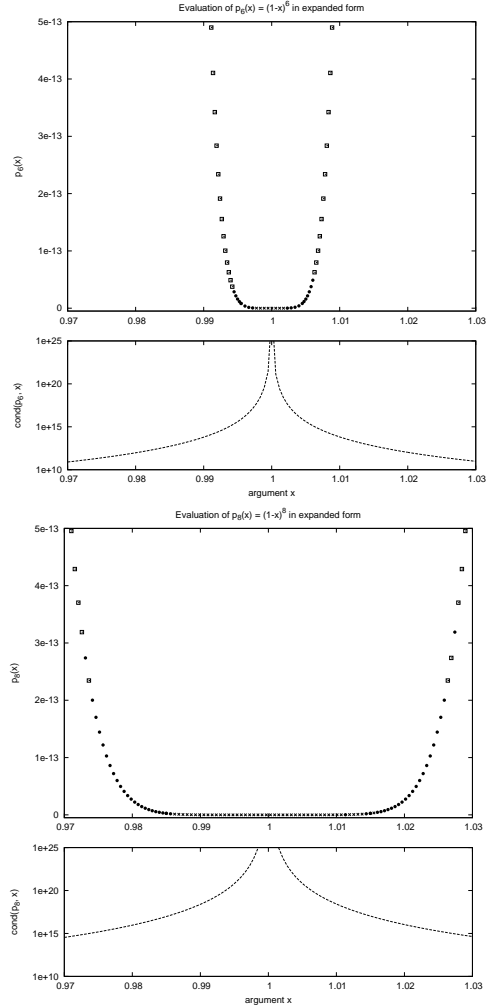 Evaluation of p6(x) = (1-x)^6 in expanded form
5e-13
4e-13
3e-13
2e-13
1e-13
0
p6(x)
0.97 0.98 0.99 1 1.01 1.02 1.03
1e+25
1e+20
1e+15
1e+10
cond(p6, x)
0.97 0.98 0.99 1 1.01 1.02 1.03
argument x
Evaluation of p8(x) = (1-x)^8 in expanded form
5e-13
4e-13
3e-13
2e-13
1e-13
0
p8(x)
0.97 0.98 0.99 1 1.01 1.02 1.03
1e+25
1e+20
1e+15
1e+10
cond(p8, x)
0.97 0.98 0.99 1 1.01 1.02 1.03
argument x